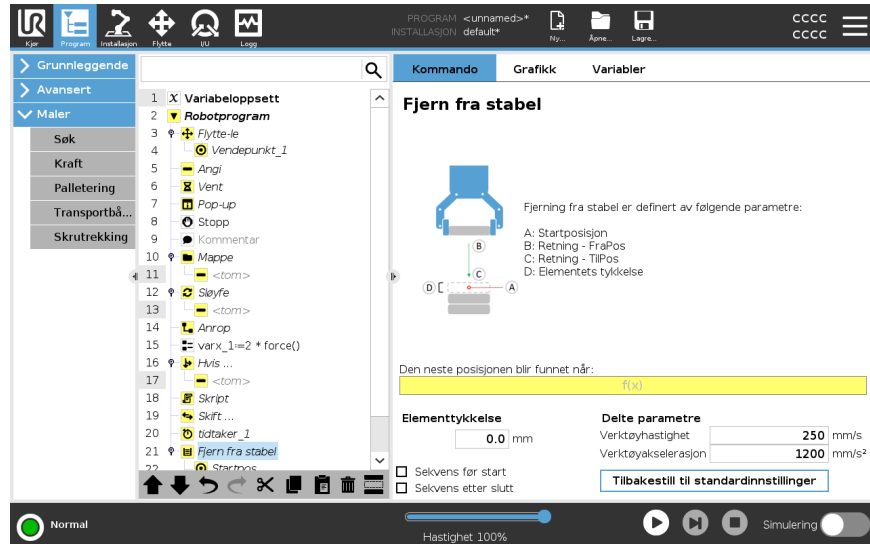 PROGRAM <unnamed>*
INSTALLASJON default*
CCCC
CCCC
Kjør
Program
Installasjon
Flytte
I/U
Logg
Ny...
Åpne...
Lagre...
Grunnleggende
Avansert
Maler
Søk
Kraft
Palletering
Transportbå...
Skrutrekking
1 X Variabeloppsett
2 Robotprogram
3 Flytte-le
4 Vendepunkt_1
5 Angi
6 Vent
7 Pop-up
8 Stopp
9 Kommentar
10 Mappe
11 <tom>
12 Sløyfe
13 <tom>
14 Anrop
15 varx_1:=2 * force()
16 Hvis ...
17 <tom>
18 Skript
19 Skift ...
20 tidtaker_1
21 Fjern fra stabel
22 Startpos
Kommando
Grafikk
Variabler
Fjern fra stabel
Fjerning fra stabel er definert av følgende parametre:
A: Startposisjon
B: Retning - FraPos
C: Retning - TilPos
D: Elementets tykkelse
B
C
D
A
Den neste posisjonen blir funnet når:
f(x)
Elementtykkelse
0.0 mm
Sekvens før start
Sekvens etter slutt
Delte parametre
Verktøyhastighet 250 mm/s
Verktøyakselerasjon 1200 mm/s²
Tilbakestill til standardinnstillinger
Normal
Hastighet 100%
Simulering